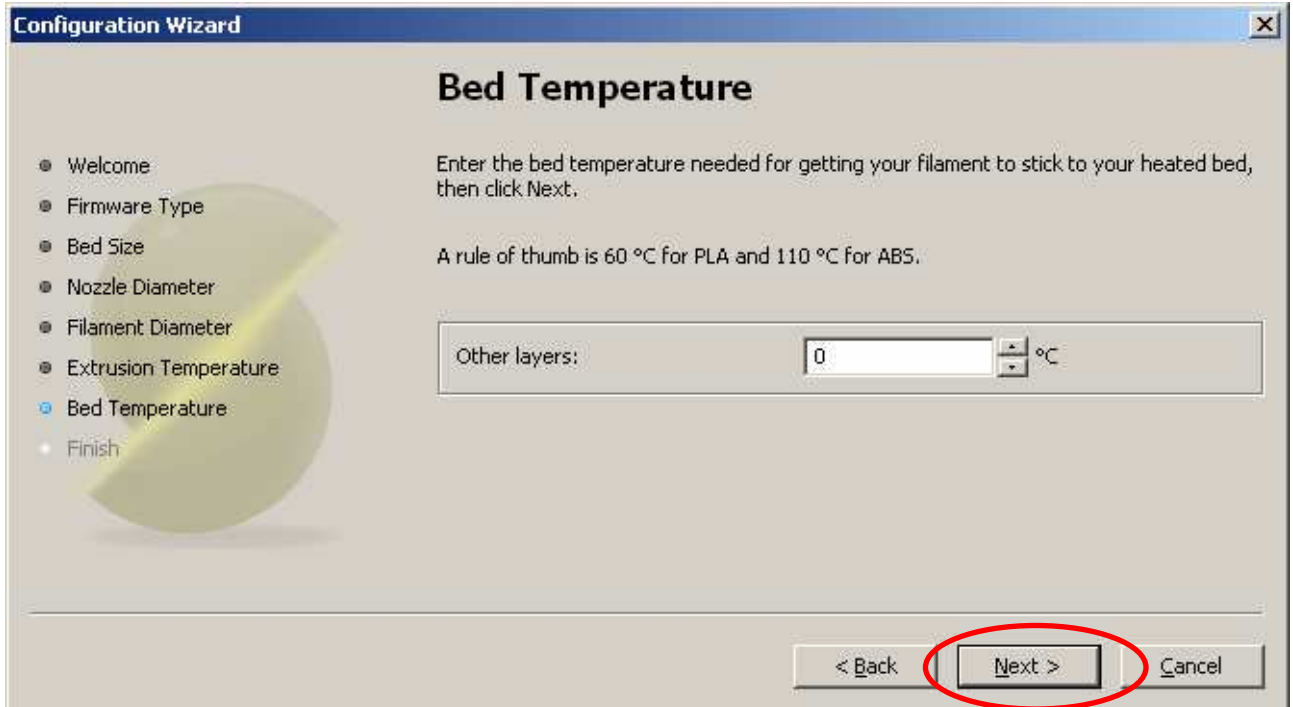 Configuration Wizard
Bed Temperature
Welcome
Firmware Type
Bed Size
Nozzle Diameter
Filament Diameter
Extrusion Temperature
Bed Temperature
Finish
Enter the bed temperature needed for getting your filament to stick to your heated bed,
then click Next.
A rule of thumb is 60 °C for PLA and 110 °C for ABS.
Other layers: 0 °C
< Back Next > Cancel